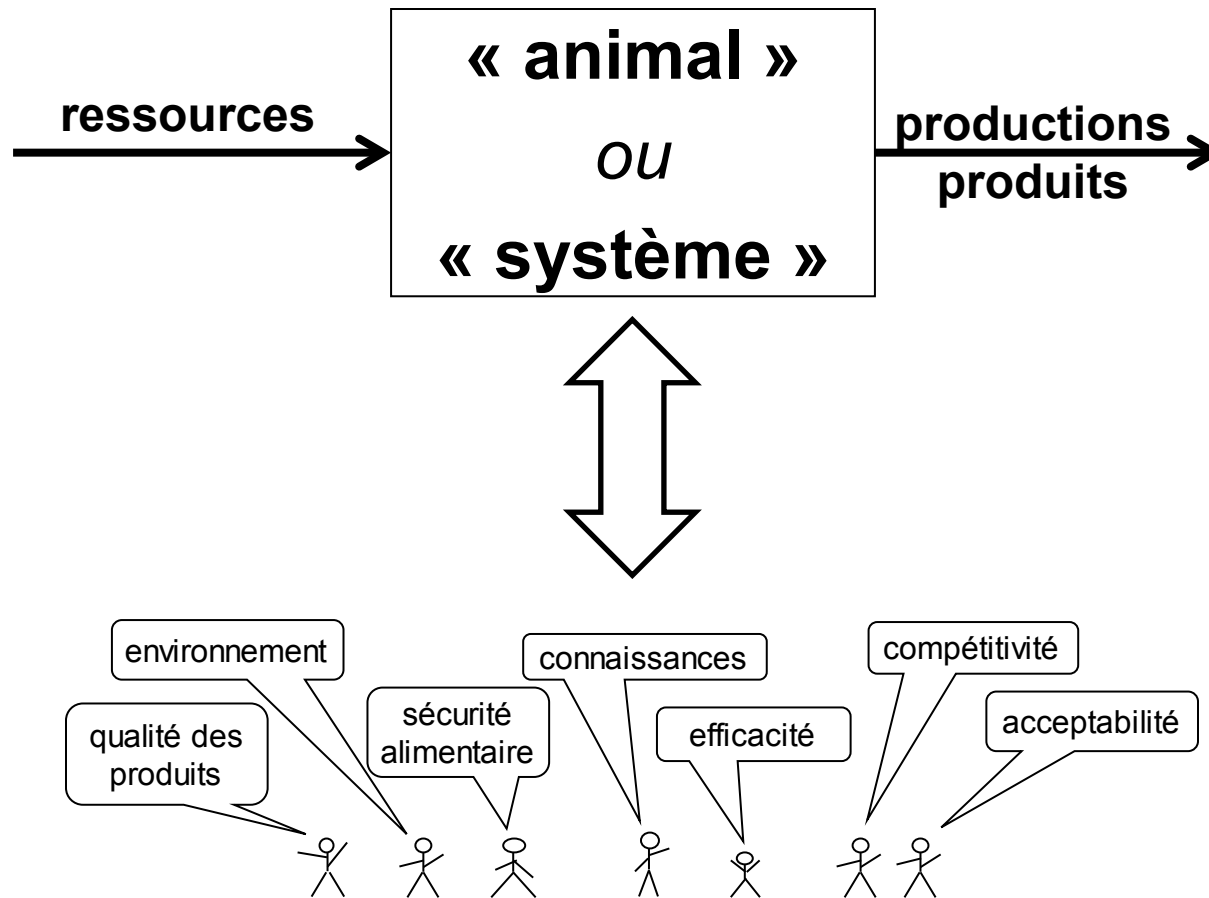 « animal »
ressources
ou
productions
produits
« système »
environnement
connaissances
compétitivité
qualité des
produits
sécurité
alimentaire
efficacité
acceptabilité